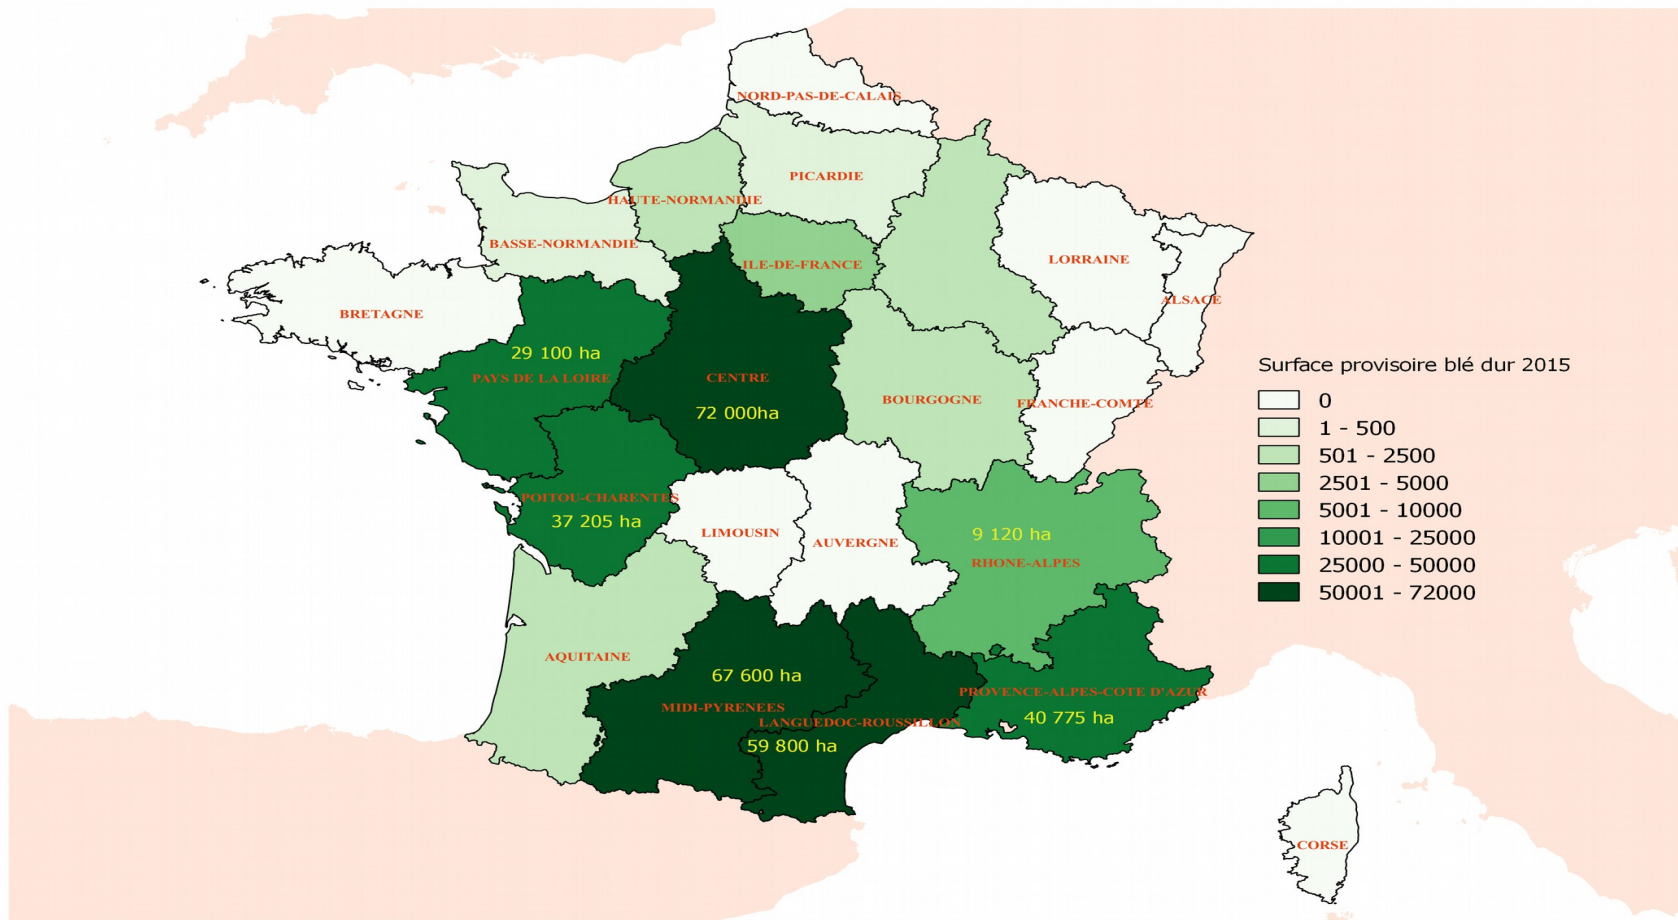 NORD-PAS-DE-CALAIS
PICARDIE
HAUTE-NORMANDIE
BASSE-NORMANDIE
ILE-DE-FRANCE
LORRAINE
ALSACE
BRETAGNE
29 100 ha
PAYS DE LA LOIRE
CENTRE
72 000ha
BOURGOGNE
FRANCHE-COMTE
Surface provisoire blé dur 2015
0
1 - 500
501 - 2500
2501 - 5000
5001 - 10000
10001 - 25000
25000 - 50000
50001 - 72000
POITOU-CHARENTES
37 205 ha
LIMOUSIN
AUVERGNE
9 120 ha
RHONE-ALPES
AQUITAINE
67 600 ha
MIDI-PYRENEES
LANGUEDOC-ROUSSILLON
59 800 ha
PROVENCE-ALPES-COTE D'AZUR
40 775 ha
CORSE